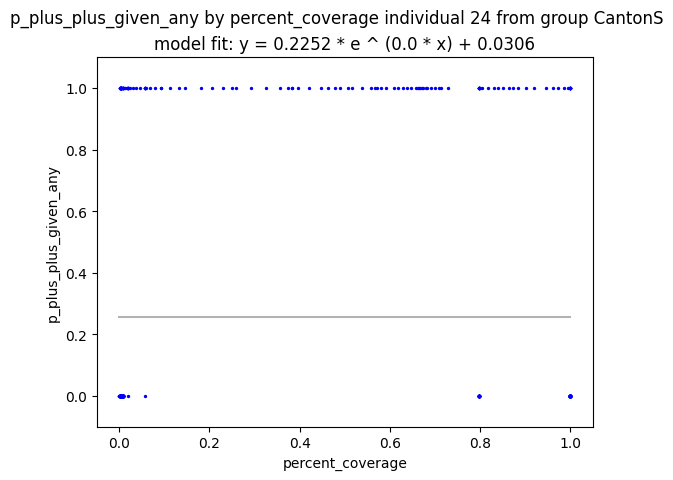 p_plus_plus_given_any by percent_coverage individual 24 from group CantonS
model fit: y = 0.2252 * e ^ (0.0 * x) + 0.0306
1.0
0.8
0.6
0.4
0.2
0.0
p_plus_plus_given_any
0.0 0.2 0.4 0.6 0.8 1.0
percent_coverage